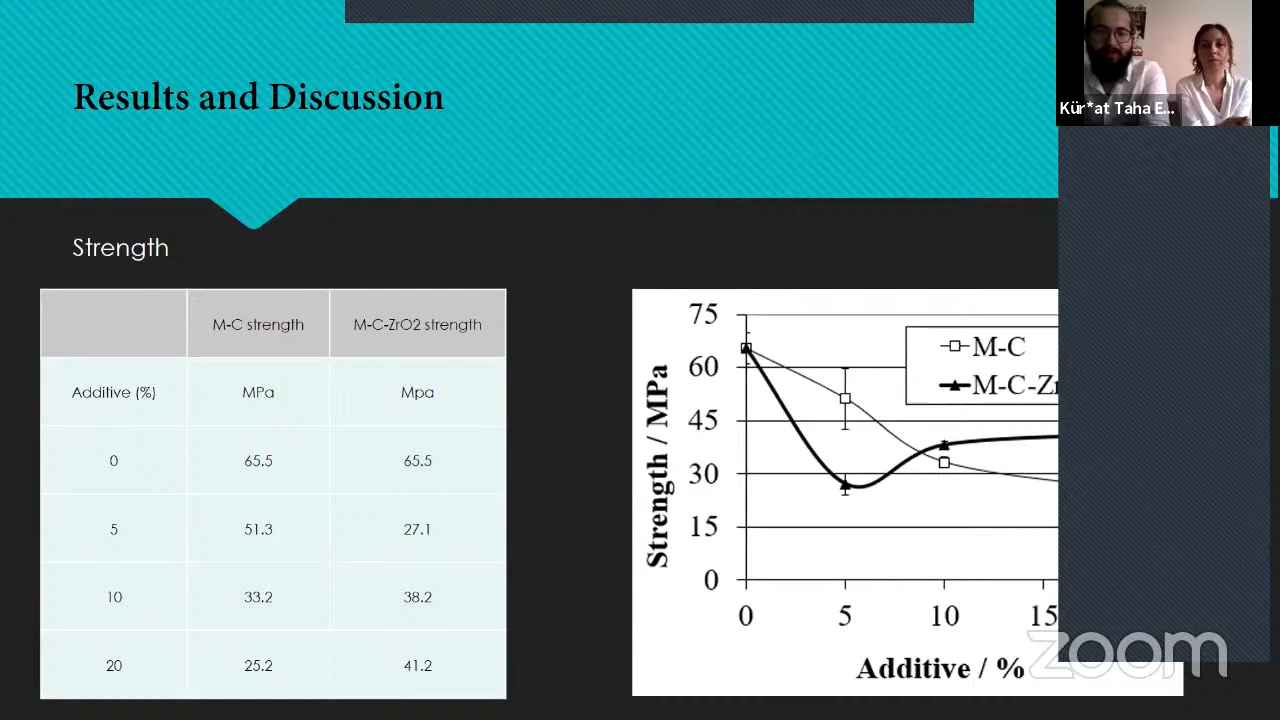 Results and Discussion
Kür*at Taha E...
Strength
M-C strength M-C-ZrO2 strength
Additive (%) MPa Mpa
0 65.5 65.5
5 51.3 27.1
10 33.2 38.2
20 25.2 41.2
75
60
45
30
15
0
Strength / MPa
M-C
M-C-Zr
0 5 10 15
Additive / %
zoom